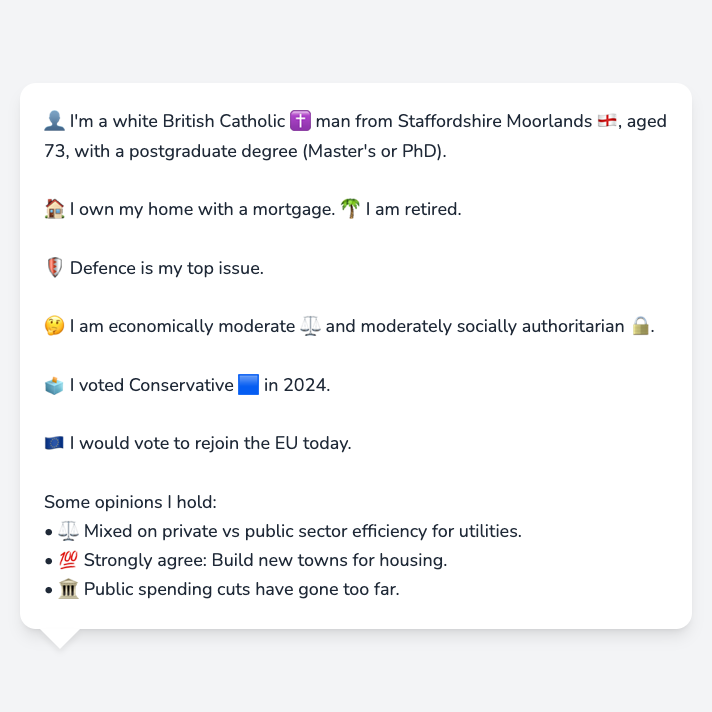 👤 I'm a white British Catholic ✝️ man from Staffordshire Moorlands 🏴󠁧󠁢󠁥󠁮󠁧󠁿, aged
73, with a postgraduate degree (Master's or PhD).
🏠 I own my home with a mortgage. 🌴 I am retired.
🛡️ Defence is my top issue.
🤔 I am economically moderate ⚖️ and moderately socially authoritarian 🔒.
🗳️ I voted Conservative 🟦 in 2024.
🇪🇺 I would vote to rejoin the EU today.
Some opinions I hold:
• ⚖️ Mixed on private vs public sector efficiency for utilities.
• 💯 Strongly agree: Build new towns for housing.
• 🏛️ Public spending cuts have gone too far.